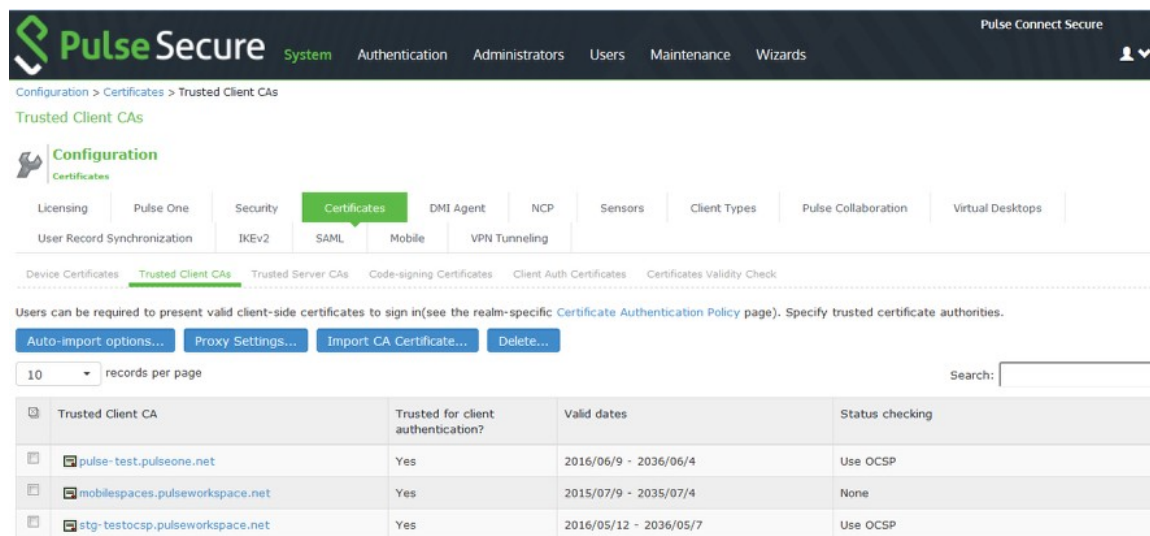 Pulse Connect Secure
Pulse Secure System Authentication Administrators Users Maintenance Wizards
Configuration > Certificates > Trusted Client CAs
Trusted Client CAs
Configuration
Certificates
Licensing Pulse One Security Certificates DMI Agent NCP Sensors Client Types Pulse Collaboration Virtual Desktops
User Record Synchronization IKEv2 SAML Mobile VPN Tunneling
Device Certificates Trusted Client CAs Trusted Server CAs Code-signing Certificates Client Auth Certificates Certificates Validity Check
Users can be required to present valid client-side certificates to sign in(see the realm-specific Certificate Authentication Policy page). Specify trusted certificate authorities.
Auto-import options... Proxy Settings... Import CA Certificate... Delete...
10 records per page Search:
Trusted Client CA Trusted for client authentication? Valid dates Status checking
pulse-test.pulseone.net Yes 2016/06/9 - 2036/06/4 Use OCSP
mobilespaces.pulseworkspace.net Yes 2015/07/9 - 2035/07/4 None
stg-testocsp.pulseworkspace.net Yes 2016/05/12 - 2036/05/7 Use OCSP